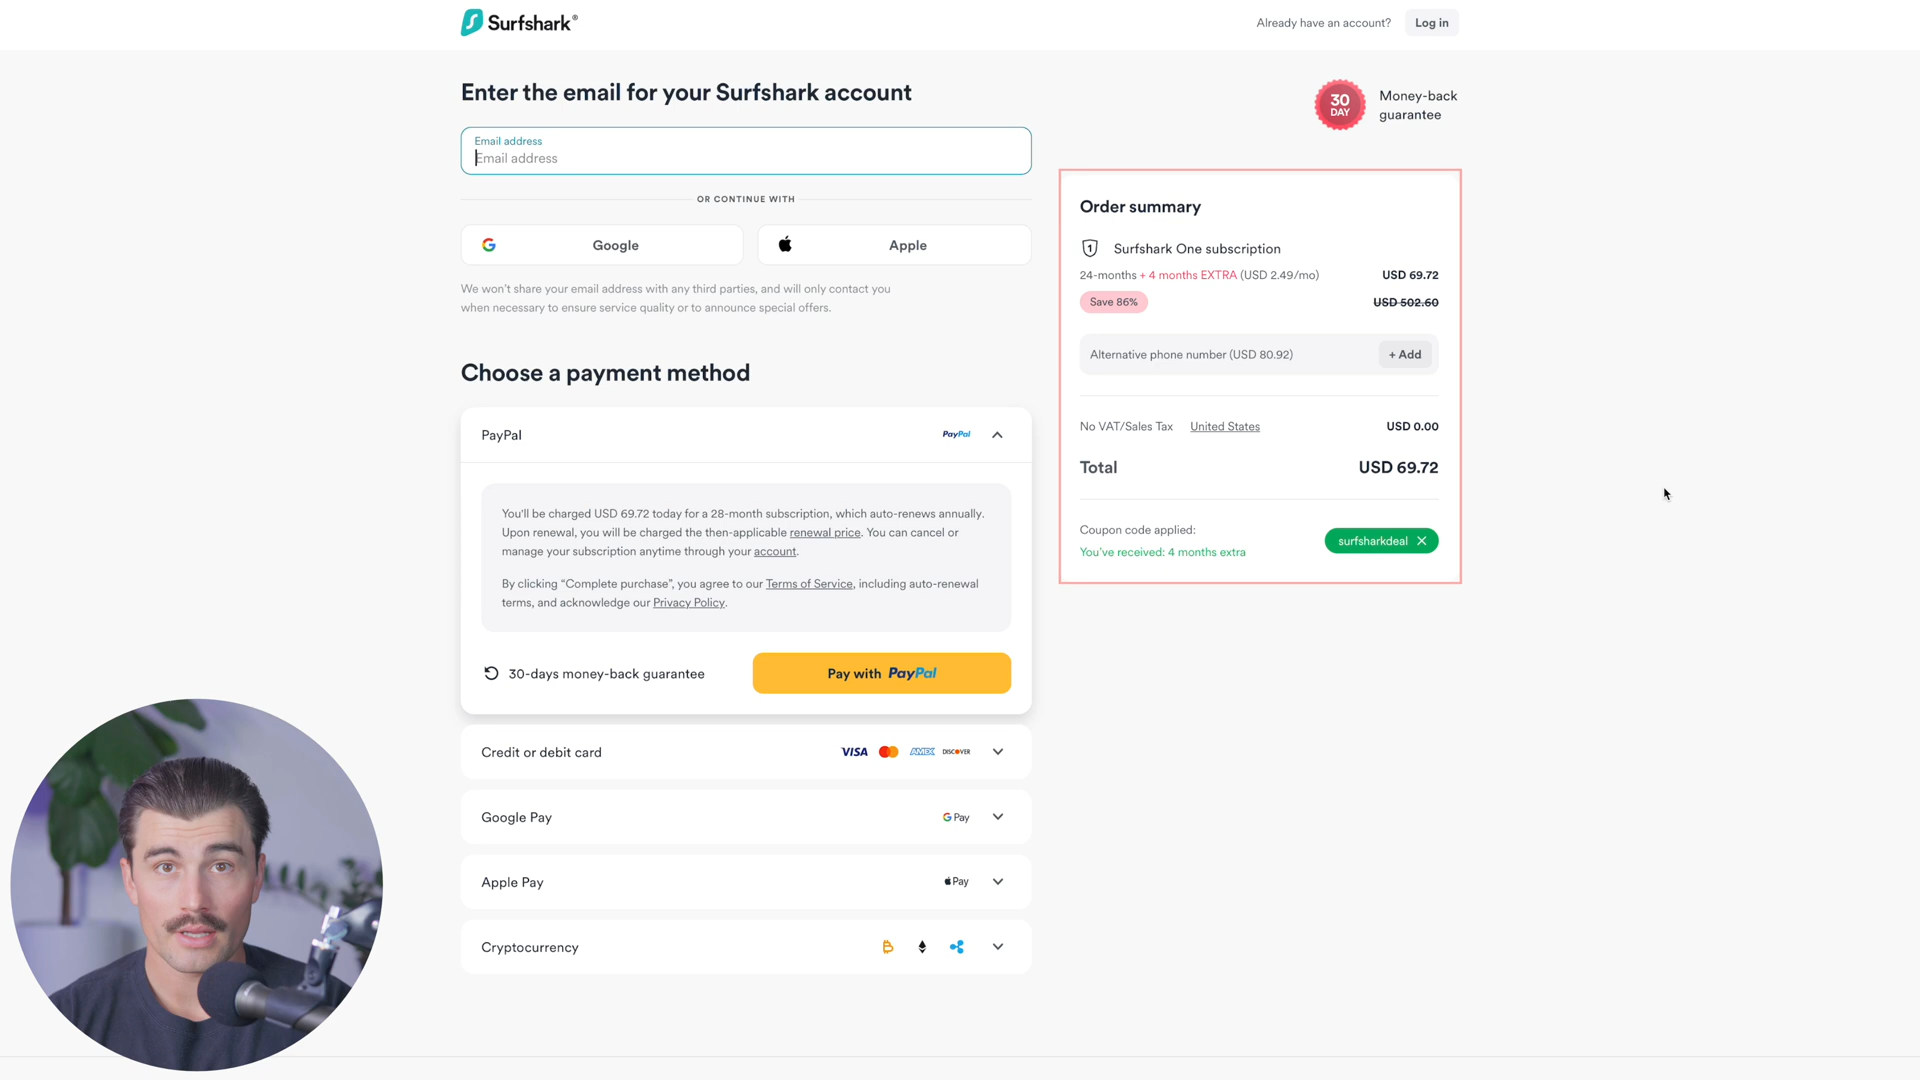 Surfshark®
Already have an account?
Log in
Enter the email for your Surfshark account
30
DAY
Money-back
guarantee
Email address
Email address
OR CONTINUE WITH
Google
Apple
We won't share your email address with any third parties, and will only contact you
when necessary to ensure service quality or to announce special offers.
Order summary
1
Surfshark One subscription
24-months + 4 months EXTRA (USD 2.49/mo)
USD 69.72
Save 86%
USD 502.60
Alternative phone number (USD 80.92)
+ Add
No VAT/Sales Tax
United States
USD 0.00
Total
USD 69.72
Coupon code applied:
You've received: 4 months extra
surfsharkdeal
Choose a payment method
PayPal
PayPal
You'll be charged USD 69.72 today for a 28-month subscription, which auto-renews annually.
Upon renewal, you will be charged the then-applicable renewal price. You can cancel or
manage your subscription anytime through your account.
By clicking “Complete purchase”, you agree to our Terms of Service, including auto-renewal
terms, and acknowledge our Privacy Policy.
30-days money-back guarantee
Pay with PayPal
Credit or debit card
VISA
AMEX
DISCOVER
Google Pay
G Pay
Apple Pay
Pay
Cryptocurrency